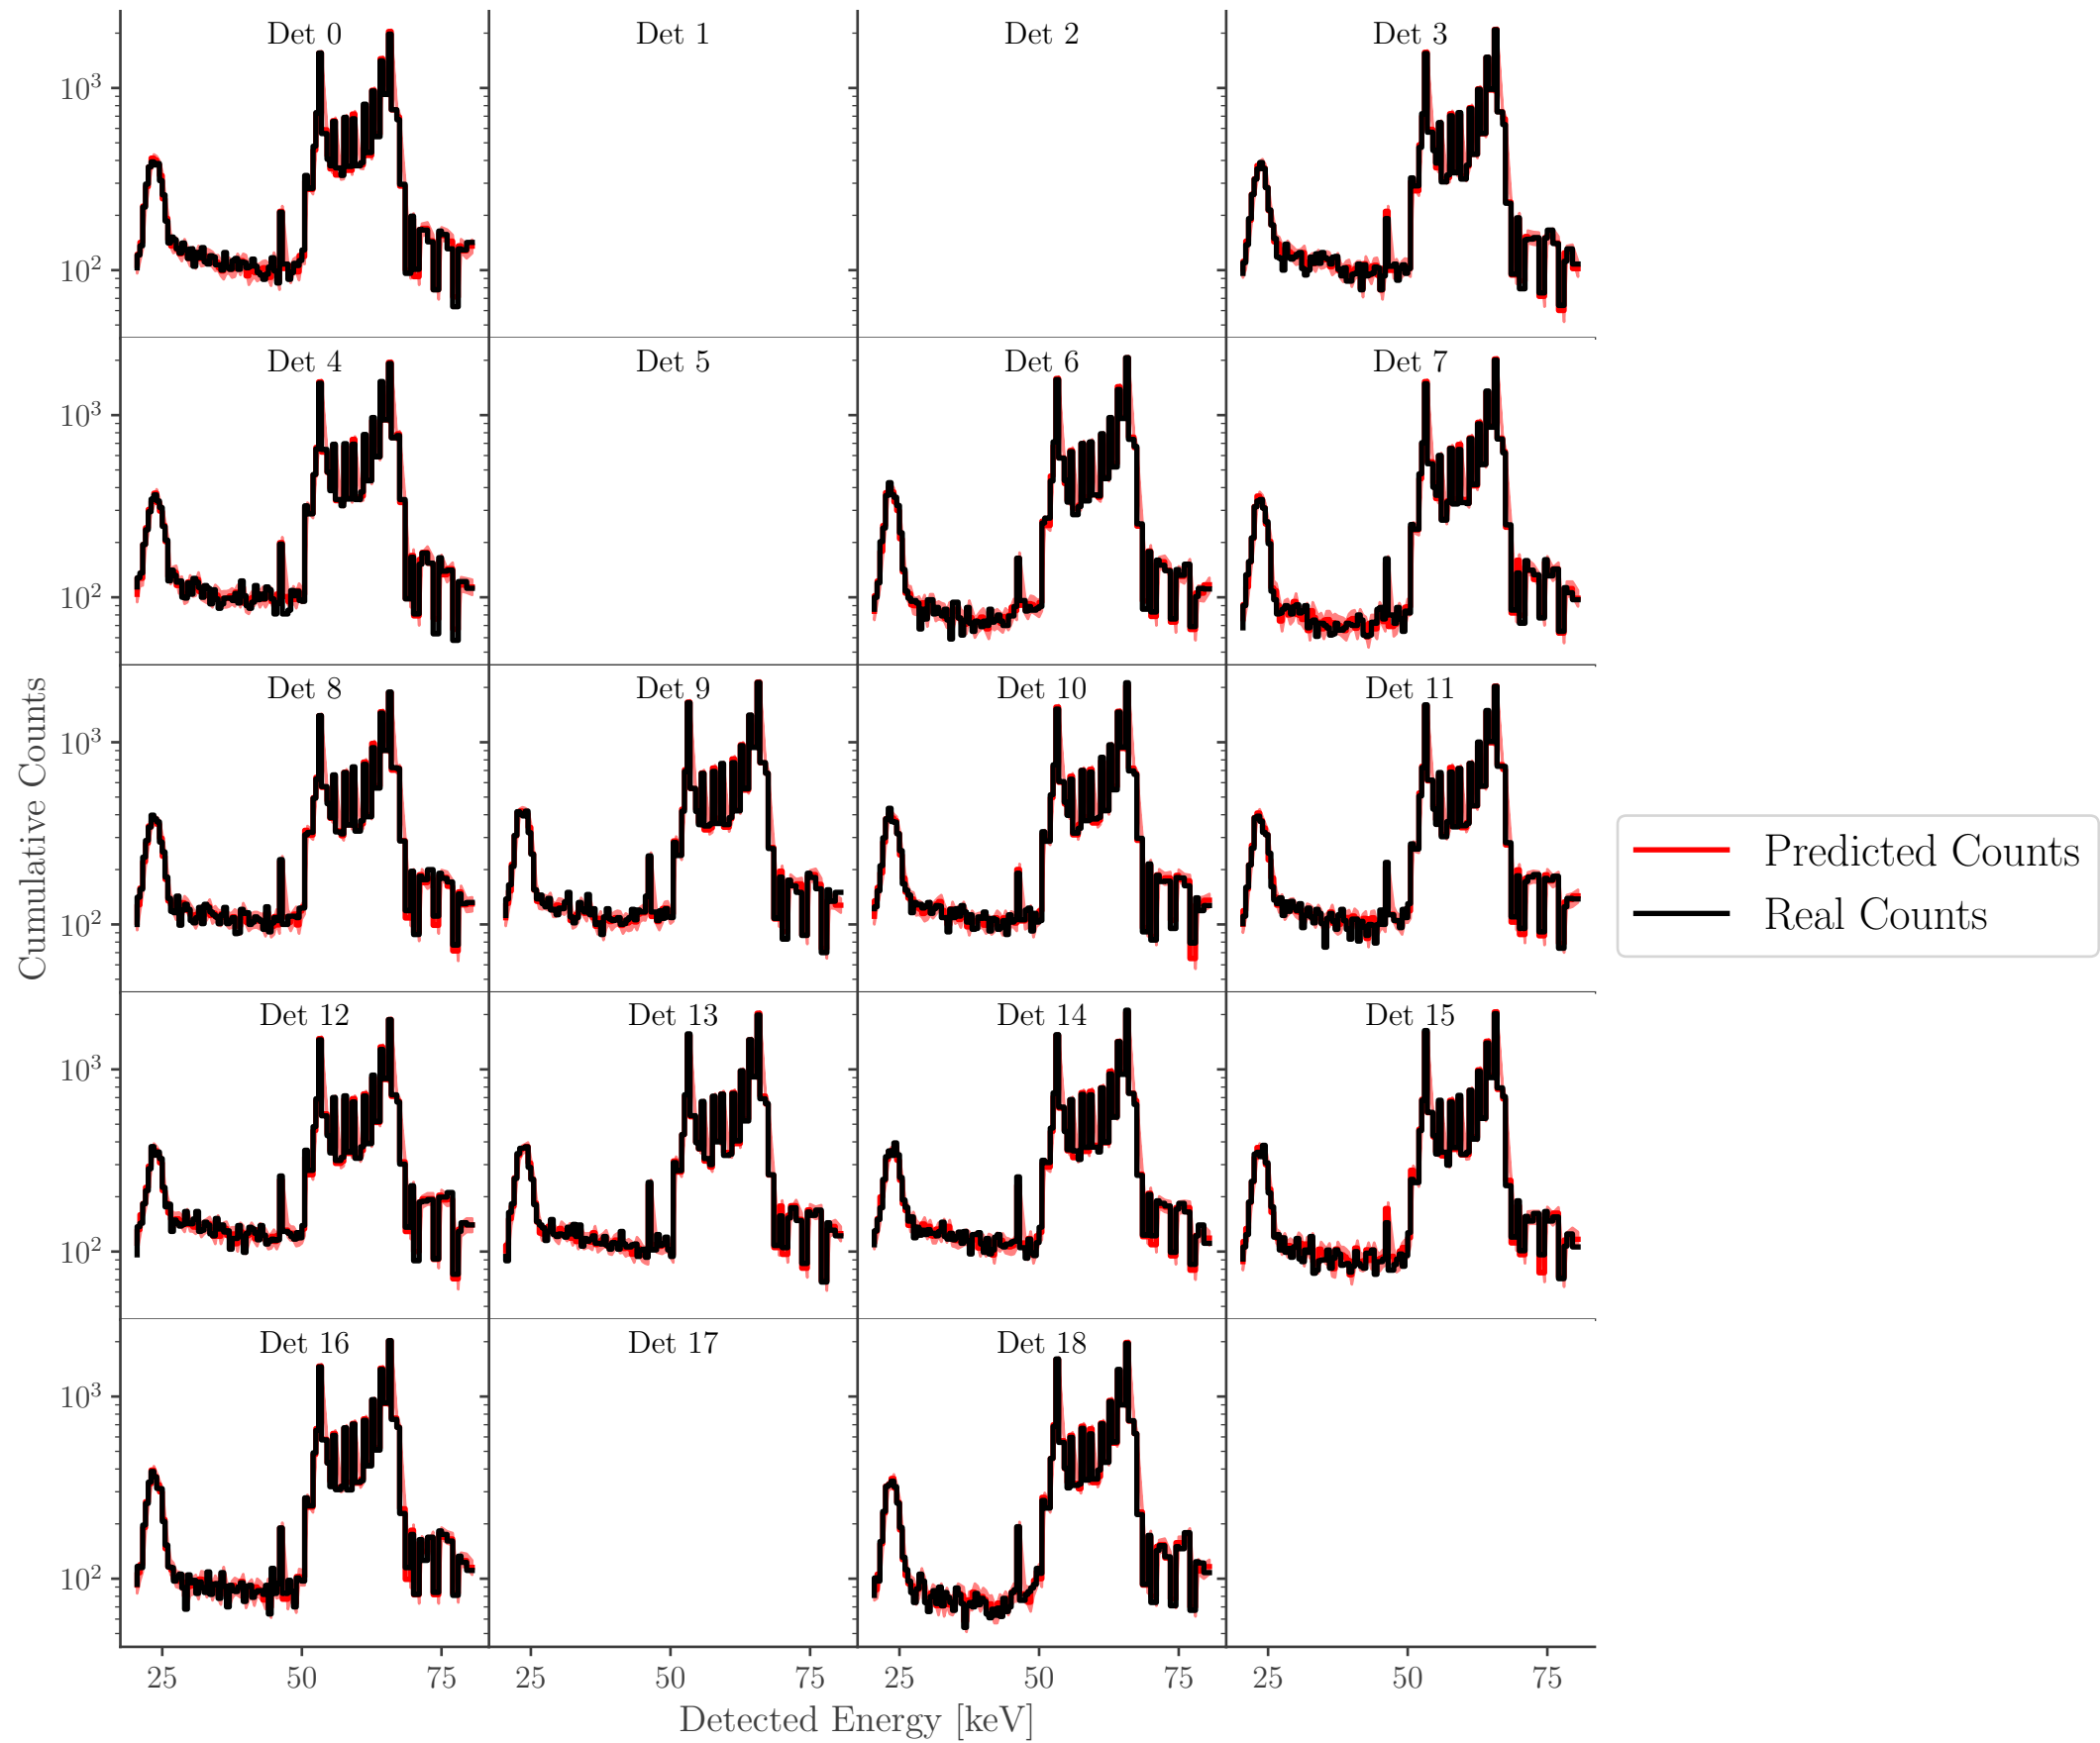 Det 0
Det 1
Det 2
Det 3
10³
10²
Det 4
Det 5
Det 6
Det 7
10³
10²
Det 8
Det 9
Det 10
Det 11
10³
10²
Det 12
Det 13
Det 14
Det 15
10³
10²
Det 16
Det 17
Det 18
10³
10²
25 50 75 25 50 75 25 50 75 25 50 75
Detected Energy [keV]
Cumulative Counts
Predicted Counts
Real Counts